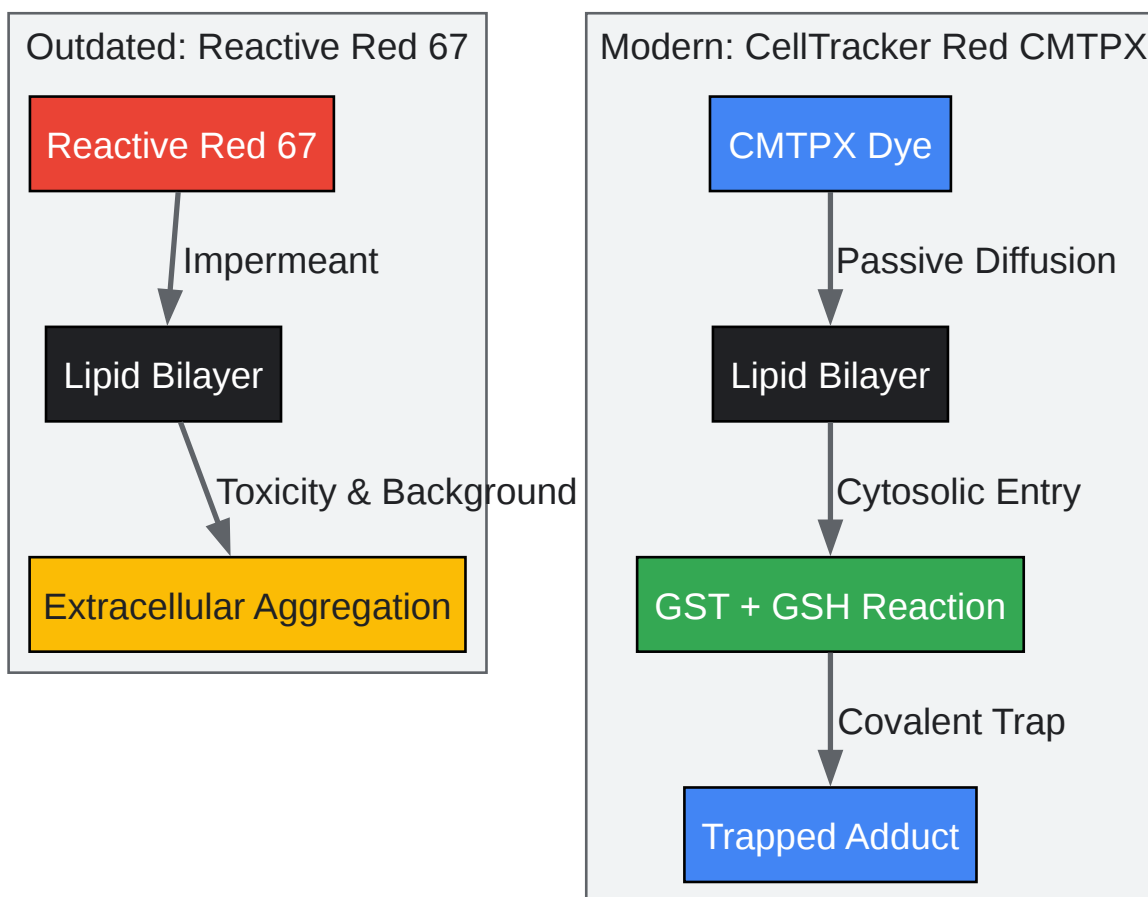 Outdated: Reactive Red 67
Reactive Red 67
Impermeant
Lipid Bilayer
Toxicity & Background
Extracellular Aggregation
Modern: CellTracker Red CMTPX
CMTPX Dye
Passive Diffusion
Lipid Bilayer
Cytosolic Entry
GST + GSH Reaction
Covalent Trap
Trapped Adduct